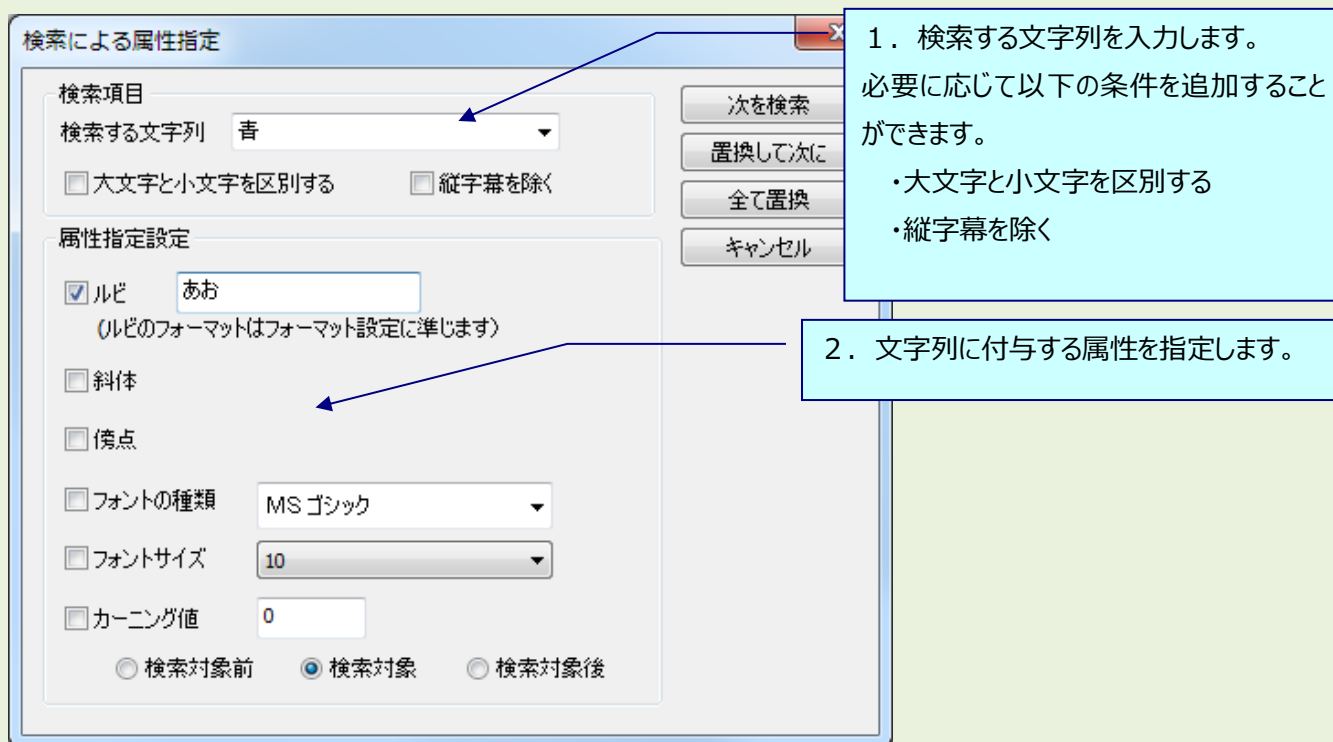 検索による属性指定
検索項目
検索する文字列 青
大文字と小文字を区別する 縦字幕を除く
次を検索
置換して次に
全て置換
キャンセル
属性指定設定
ルビ あお
(ルビのフォーマットはフォーマット設定に準じます)
斜体
傍点
フォントの種類 MS ゴシック
フォントサイズ 10
カーニング値 0
検索対象前 検索対象 検索対象後
１．検索する文字列を入力します。
必要に応じて以下の条件を追加すること
ができます。
・大文字と小文字を区別する
・縦字幕を除く
２．文字列に付与する属性を指定します。